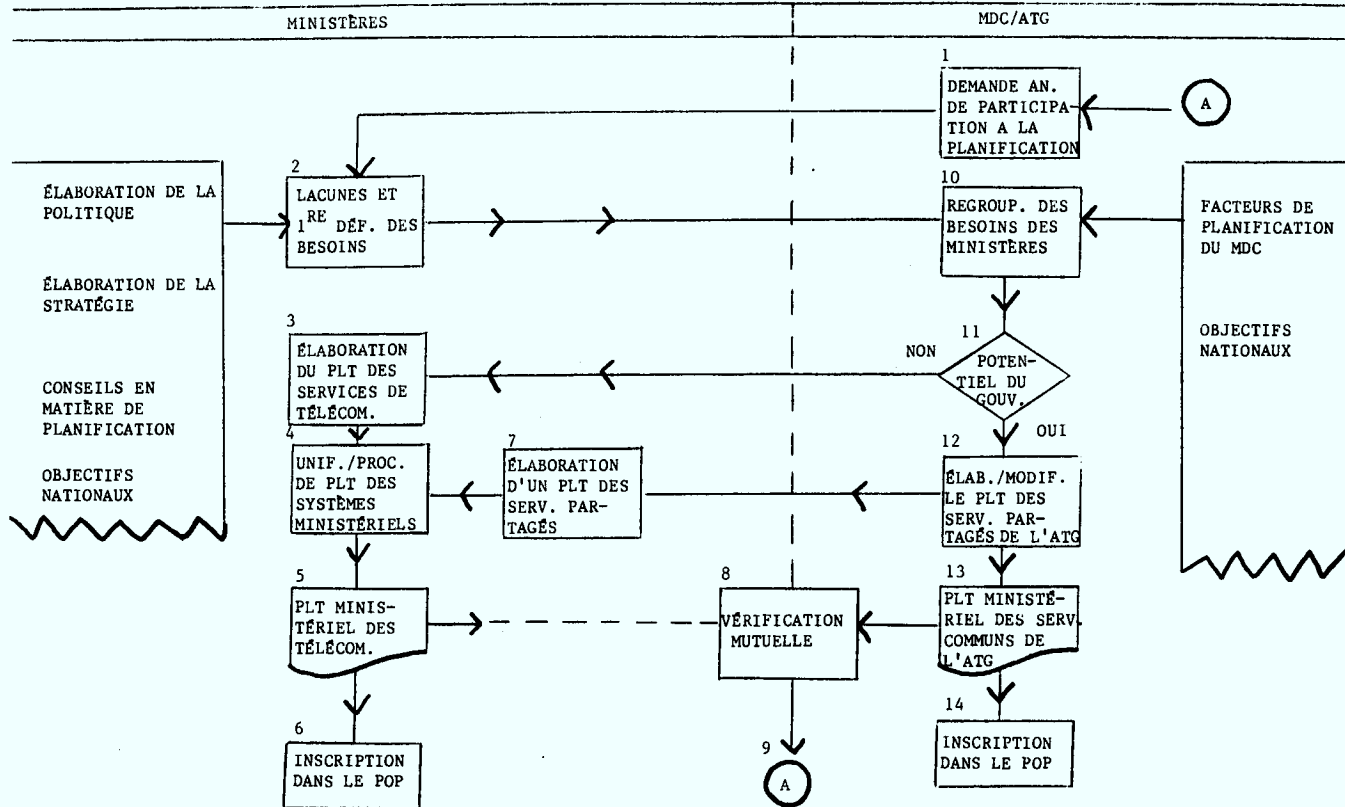 MINISTÈRES
MDC/ATG
1
DEMANDE AN.
DE PARTICIPA-
TION A LA
PLANIFICATION
A
ÉLABORATION DE LA
POLITIQUE
ÉLABORATION DE LA
STRATÉGIE
CONSEILS EN
MATIÈRE DE
PLANIFICATION
OBJECTIFS
NATIONAUX
2
LACUNES ET
1RE DÉF. DES
BESOINS
10
REGROUP. DES
BESOINS DES
MINISTÈRES
FACTEURS DE
PLANIFICATION
DU MDC
OBJECTIFS
NATIONAUX
3
ÉLABORATION
DU PLT DES
SERVICES DE
TÉLÉCOM.
NON
11
POTEN-
TIEL DU
GOUV.
OUI
4
UNIF./PROC.
DE PLT DES
SYSTÈMES
MINISTÉRIELS
7
ÉLABORATION
D'UN PLT DES
SERV. PAR-
TAGÉS
12
ÉLAB./MODIF.
LE PLT DES
SERV. PAR-
TAGÉS DE L'ATG
5
PLT MINIS-
TÉRIEL DES
TÉLÉCOM.
8
VÉRIFICATION
MUTUELLE
13
PLT MINISTÉ-
RIEL DES SERV.
COMMUNS DE
L'ATG
6
INSCRIPTION
DANS LE POP
9
A
14
INSCRIPTION
DANS LE POP